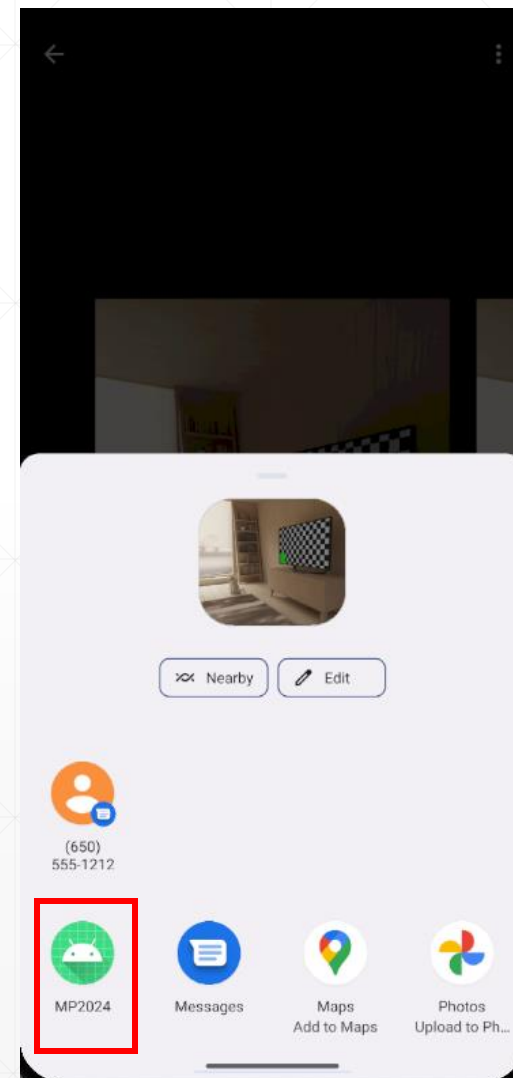 Nearby
Edit
(650)
555-1212
MP2024
Messages
Maps
Add to Maps
Photos
Upload to Ph...